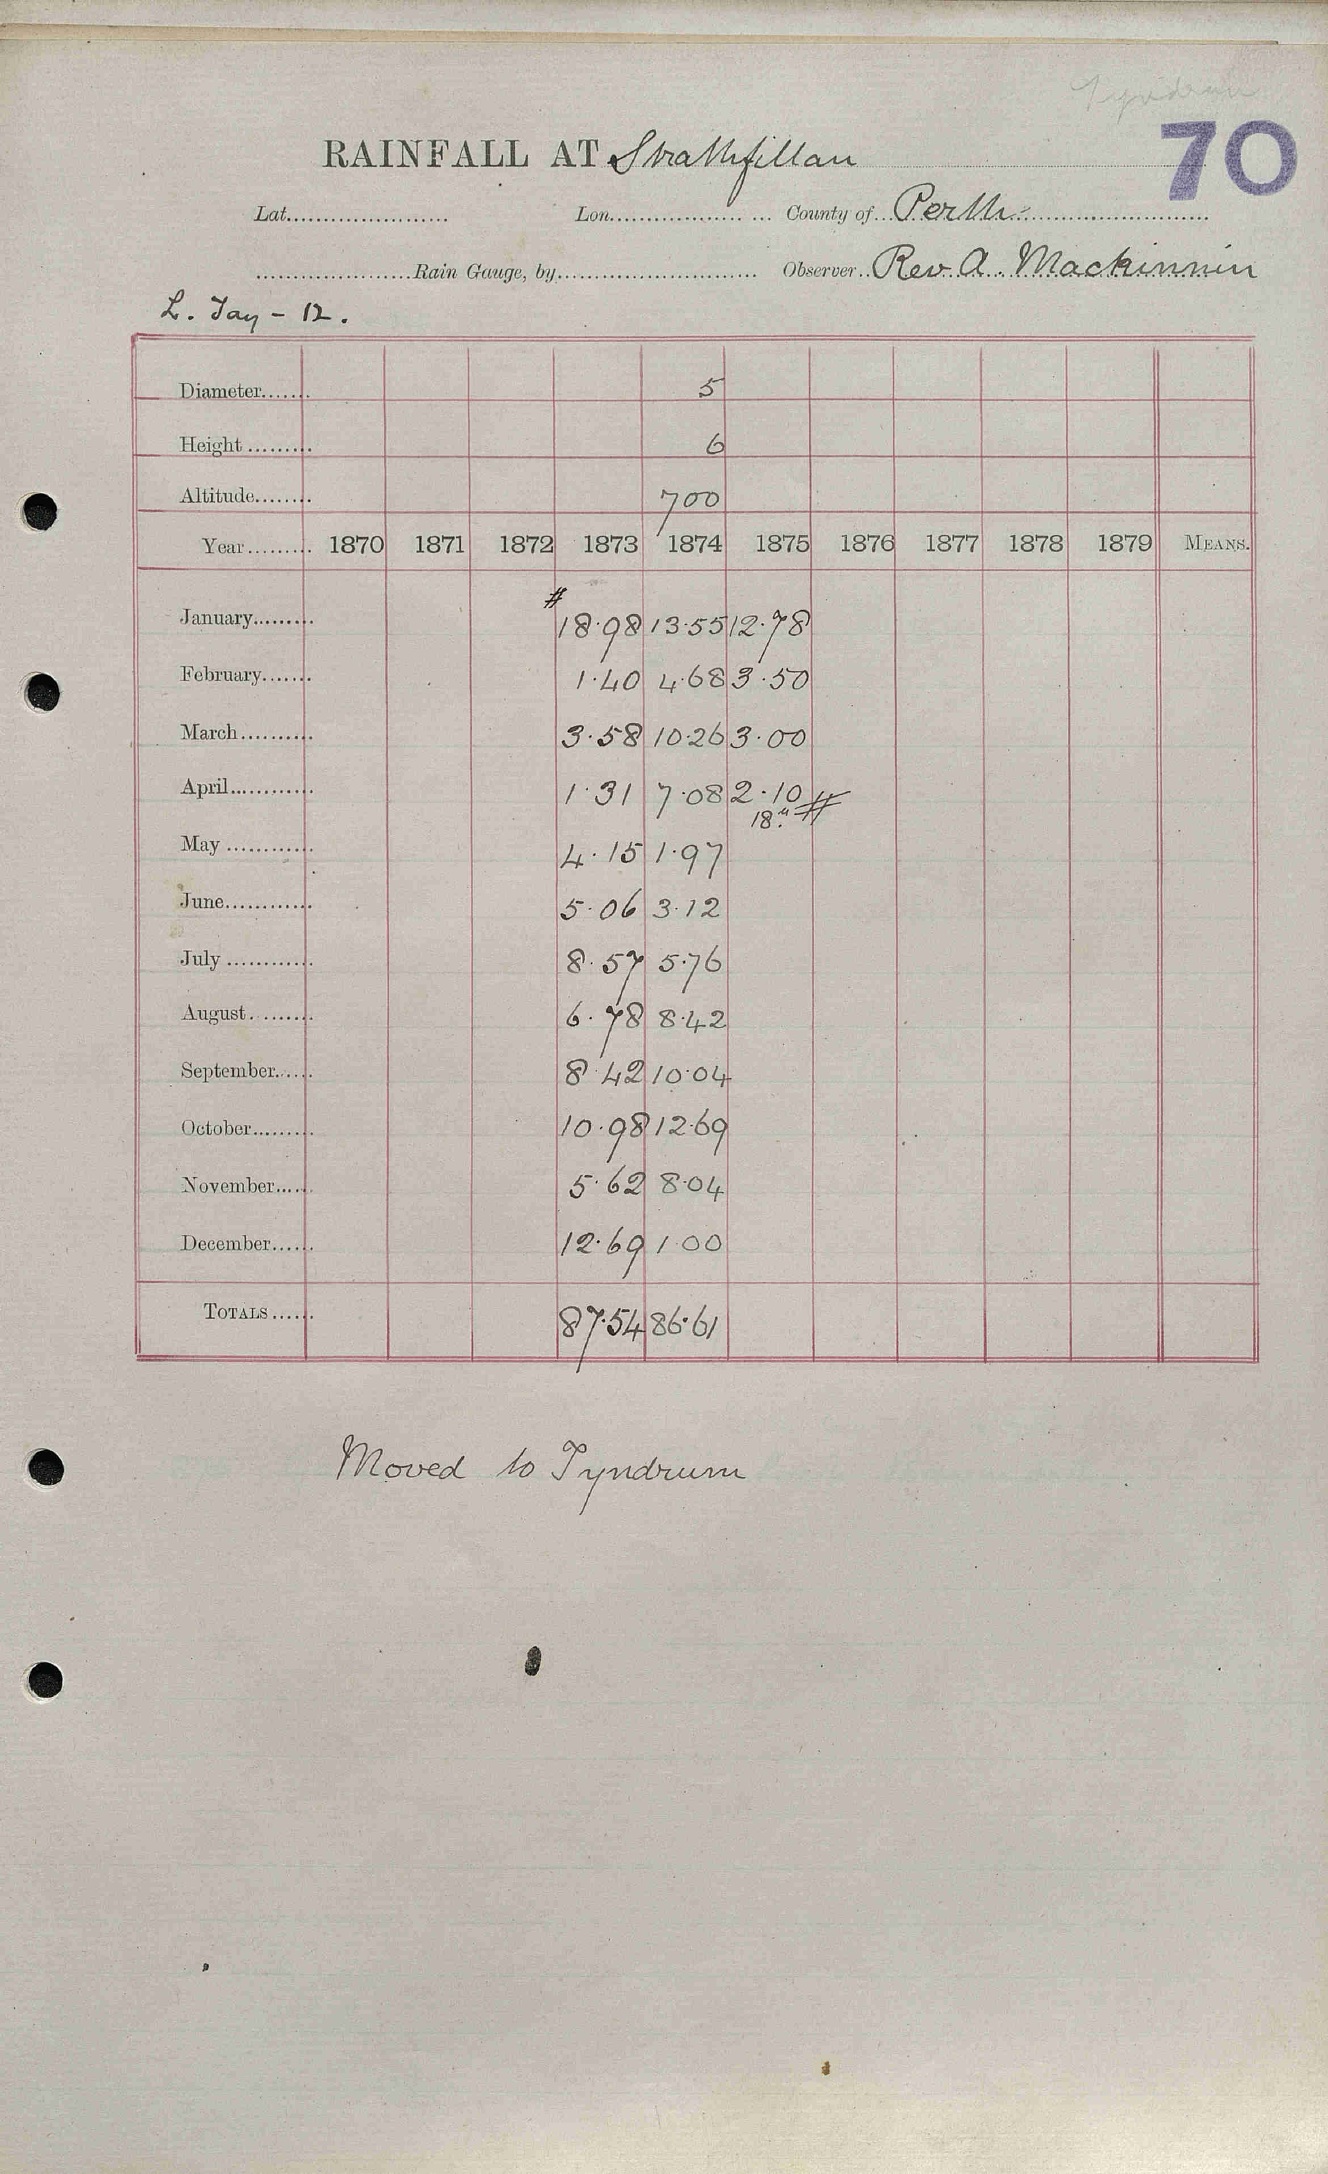 Tyndrum
70
RAINFALL AT Strathfillan
Lat. Lon. County of Perth
Rain Gauge, by Observer Rev. A. Mackinnin
L. Tay - 12.
Diameter 5
Height 6
Altitude 700
Year 1870 1871 1872 1873 1874 1875 1876 1877 1878 1879 MEANS.
#
January 18.98 13.55 12.78
February 1.40 4.68 3.50
March 3.58 10.26 3.00
April 1.31 7.08 2.10 #
18.
May 4.15 1.97
June 5.06 3.12
July 8.57 5.76
August 6.78 8.42
September 8.42 10.04
October 10.98 12.69
November 5.62 8.04
December 12.69 1.00
TOTALS 87.54 86.61
Moved to Tyndrum